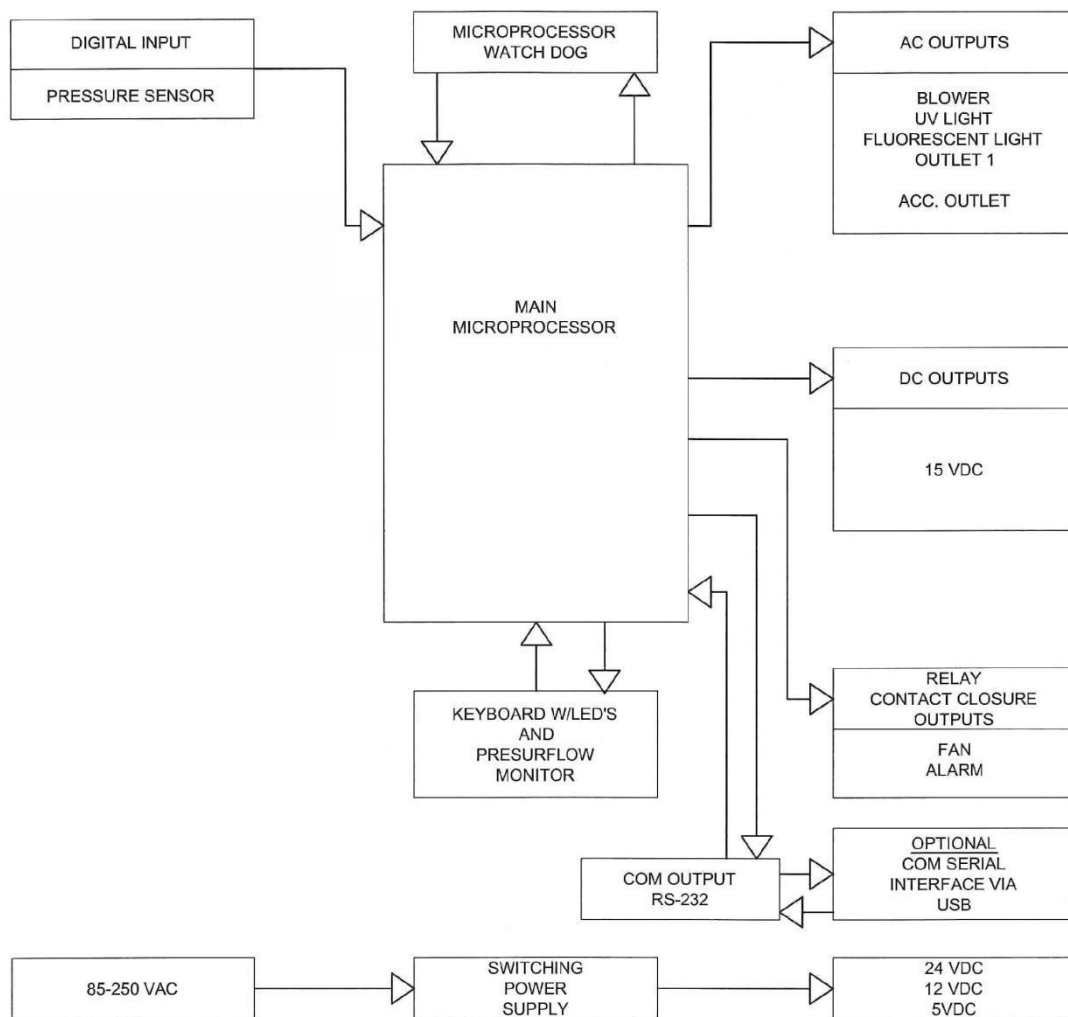 DIGITAL INPUT
PRESSURE SENSOR
MICROPROCESSOR
WATCH DOG
AC OUTPUTS
BLOWER
UV LIGHT
FLUORESCENT LIGHT
OUTLET 1
ACC. OUTLET
MAIN
MICROPROCESSOR
DC OUTPUTS
15 VDC
KEYBOARD W/LED'S
AND
PRESURFLOW
MONITOR
RELAY
CONTACT CLOSURE
OUTPUTS
FAN
ALARM
COM OUTPUT
RS-232
OPTIONAL
COM SERIAL
INTERFACE VIA
USB
85-250 VAC
SWITCHING
POWER
SUPPLY
24 VDC
12 VDC
5VDC